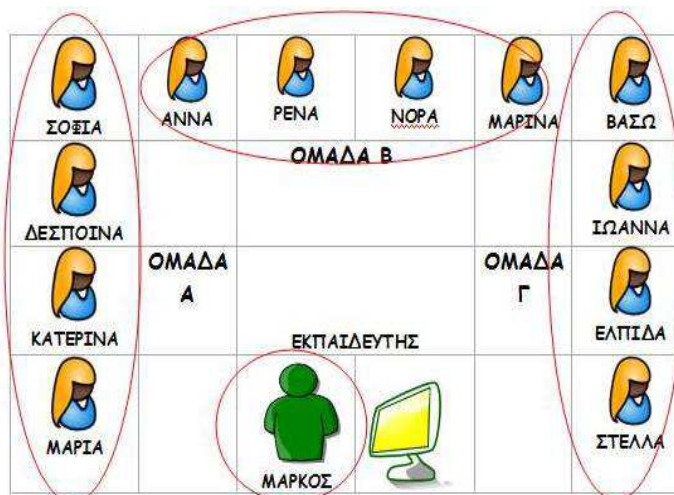 ΣΟΦΙΑ ΑΝΝΑ ΡΕΝΑ ΝΟΡΑ ΜΑΡΙΝΑ ΒΑΣΩ
ΟΜΑΔΑ Β
ΔΕΣΠΟΙΝΑ ΙΩΑΝΝΑ
ΟΜΑΔΑ
Α
ΟΜΑΔΑ
Γ
ΚΑΤΕΡΙΝΑ ΕΚΠΑΙΔΕΥΤΗΣ ΕΛΠΙΔΑ
ΜΑΡΙΑ ΣΤΕΛΛΑ
ΜΑΡΚΟΣ